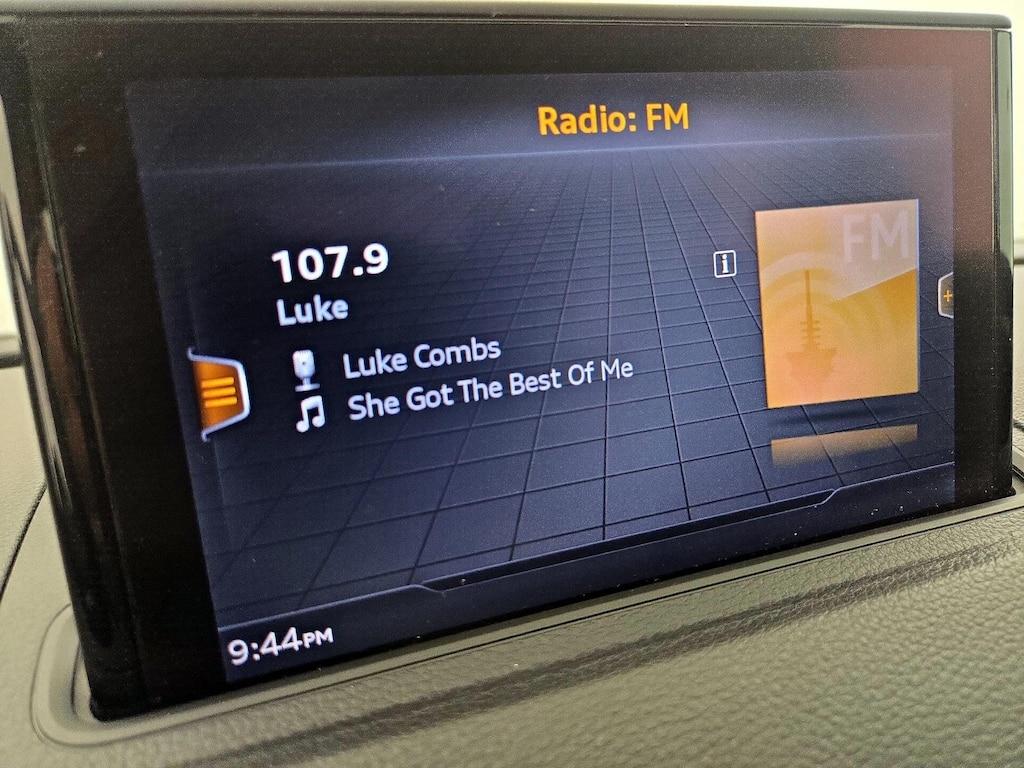 Radio: FM
FM
107.9
i
Luke
+
Luke Combs
She Got The Best Of Me
9:44PM